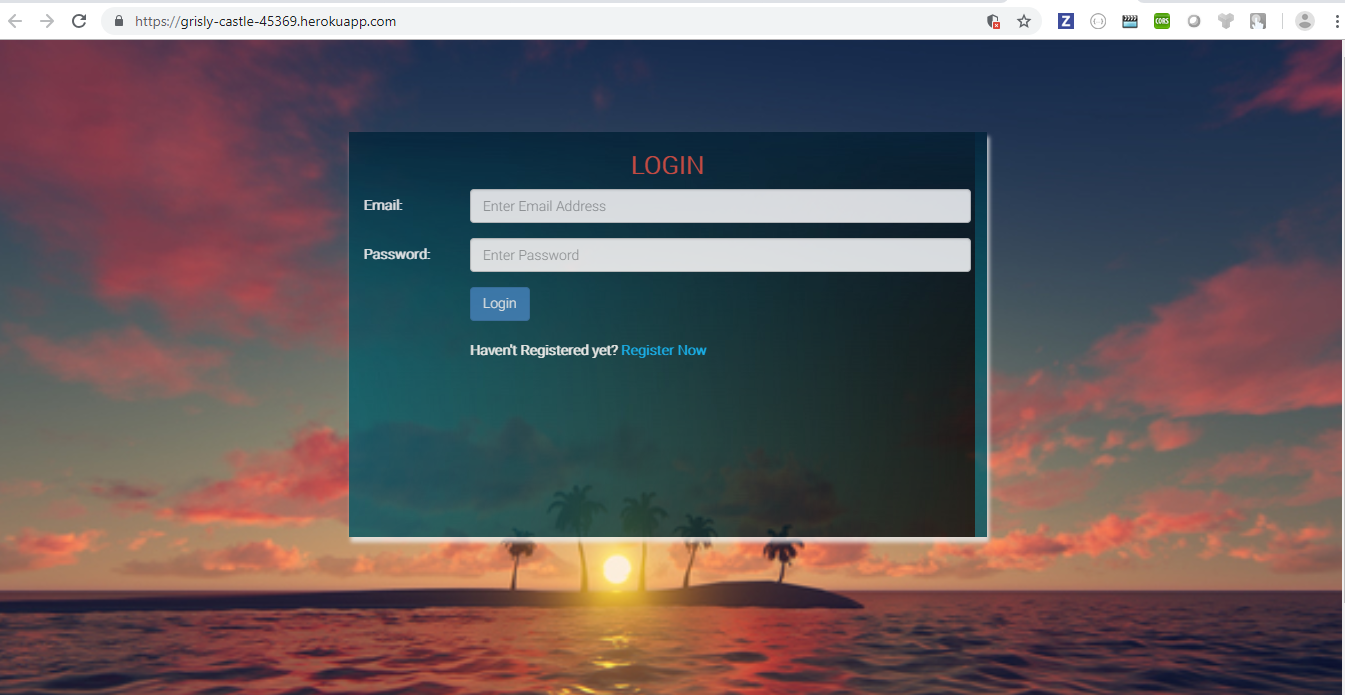 https://grisly-castle-45369.herokuapp.com
Z
CORS
LOGIN
Email:
Enter Email Address
Password:
Enter Password
Login
Haven't Registered yet? Register Now